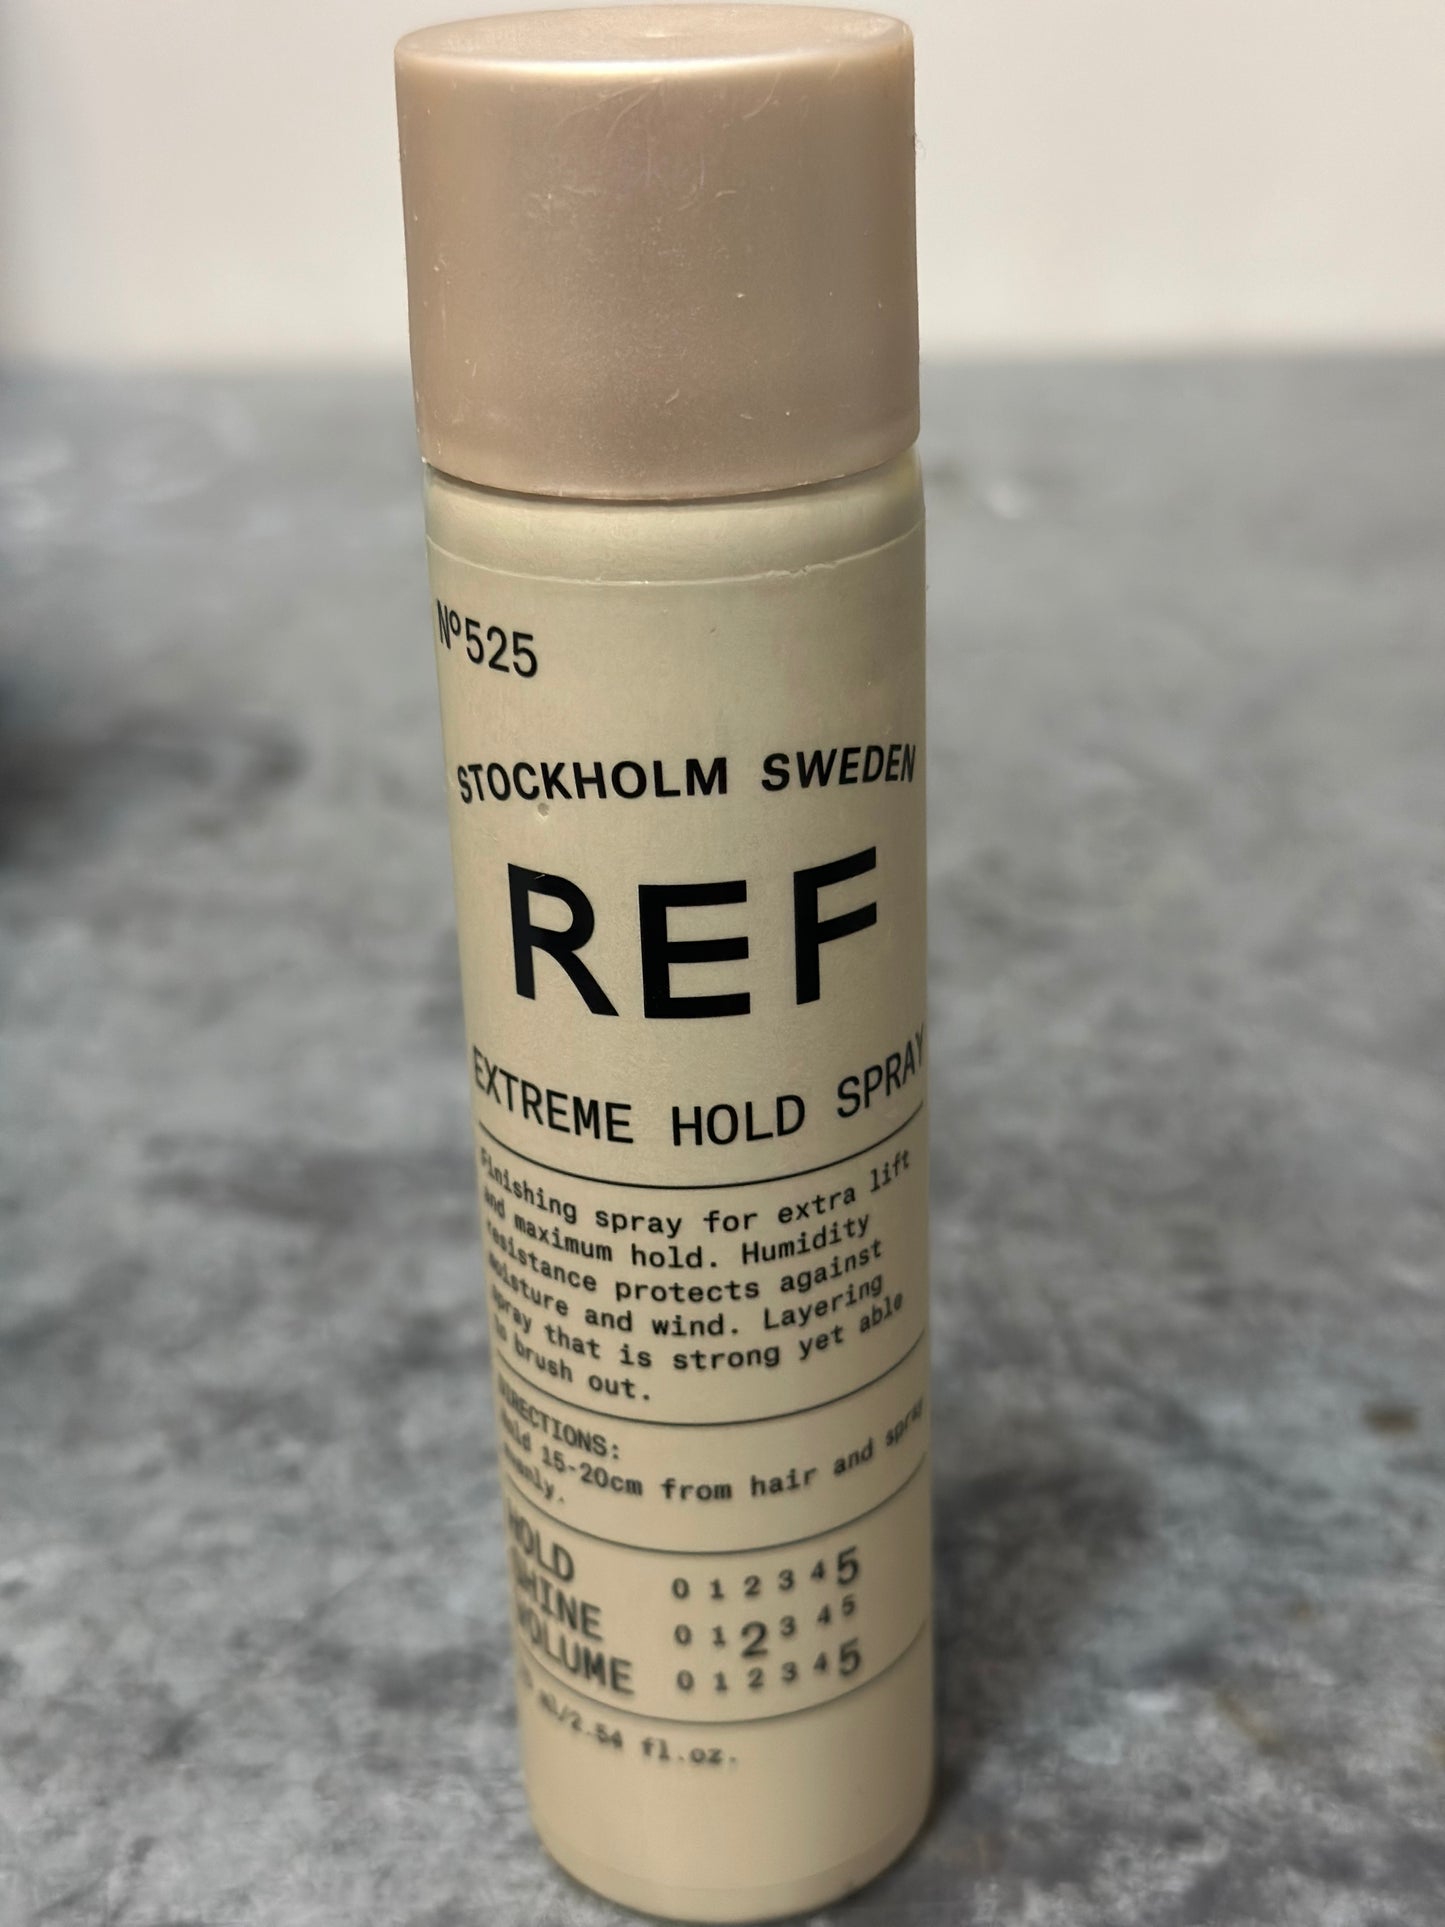 Nº525
STOCKHOLM SWEDEN
REF
EXTREME HOLD SPRAY
Finishing spray for extra lift
and maximum hold. Humidity
resistance protects against
moisture and wind. Layering
spray that is strong yet able
to brush out.
DIRECTIONS:
Hold 15-20cm from hair and spray
evenly.
HOLD 0 1 2 3 4 5
SHINE 0 1 2 3 4 5
VOLUME 0 1 2 3 4 5
ml/2.54 fl.oz.